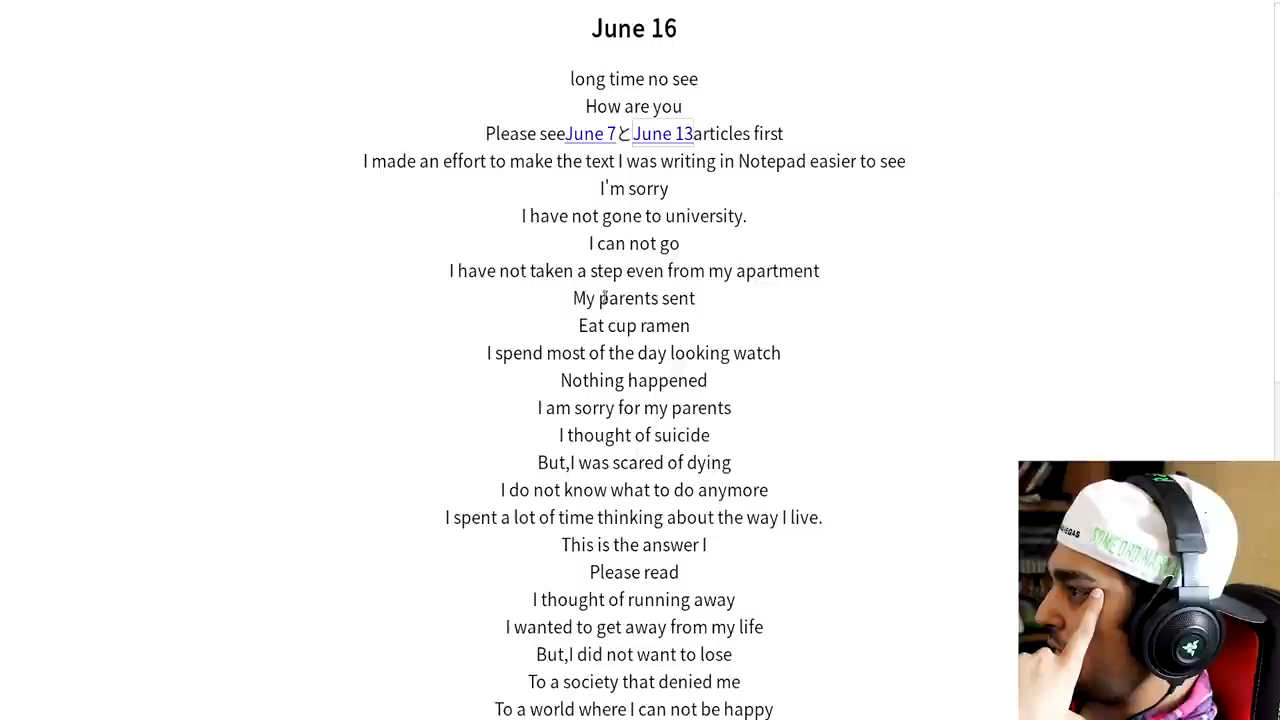 June 16
long time no see
How are you
Please seeJune 7とJune 13articles first
I made an effort to make the text I was writing in Notepad easier to see
I'm sorry
I have not gone to university.
I can not go
I have not taken a step even from my apartment
My parents sent
Eat cup ramen
I spend most of the day looking watch
Nothing happened
I am sorry for my parents
I thought of suicide
But,I was scared of dying
I do not know what to do anymore
I spent a lot of time thinking about the way I live.
This is the answer I
Please read
I thought of running away
I wanted to get away from my life
But,I did not want to lose
To a society that denied me
To a world where I can not be happy
SOME ORDINA